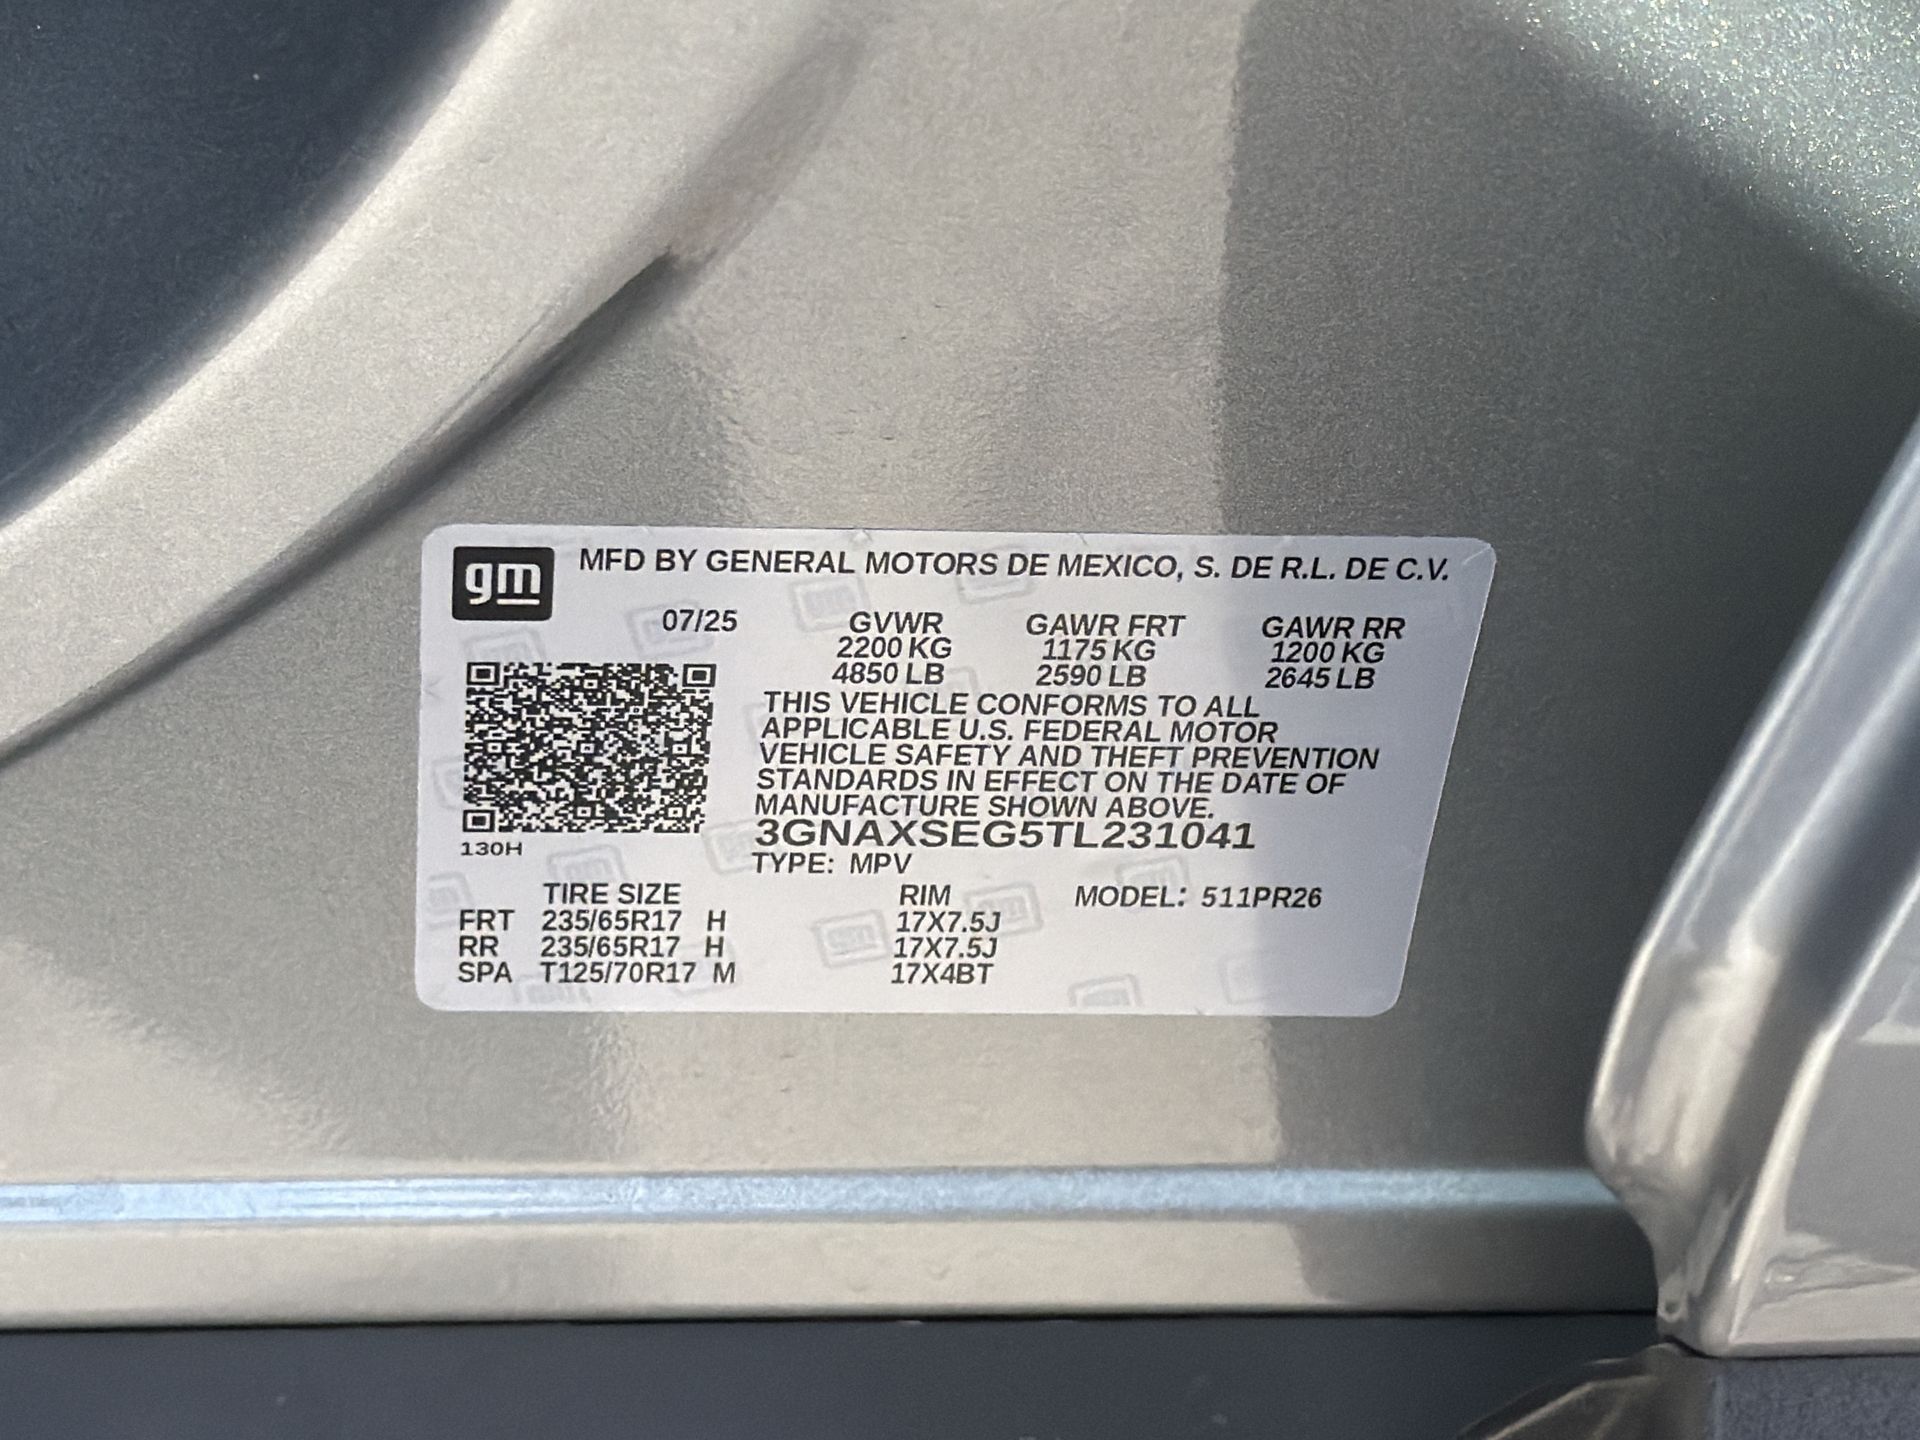 gm MFD BY GENERAL MOTORS DE MEXICO, S. DE R.L. DE C.V.
07/25 GVWR GAWR FRT GAWR RR
2200 KG 1175 KG 1200 KG
4850 LB 2590 LB 2645 LB
THIS VEHICLE CONFORMS TO ALL
APPLICABLE U.S. FEDERAL MOTOR
VEHICLE SAFETY AND THEFT PREVENTION
STANDARDS IN EFFECT ON THE DATE OF
MANUFACTURE SHOWN ABOVE.
3GNAXSEG5TL231041
130H
TYPE: MPV
TIRE SIZE RIM MODEL: 511PR26
FRT 235/65R17 H 17X7.5J
RR 235/65R17 H 17X7.5J
SPA T125/70R17 M 17X4BT